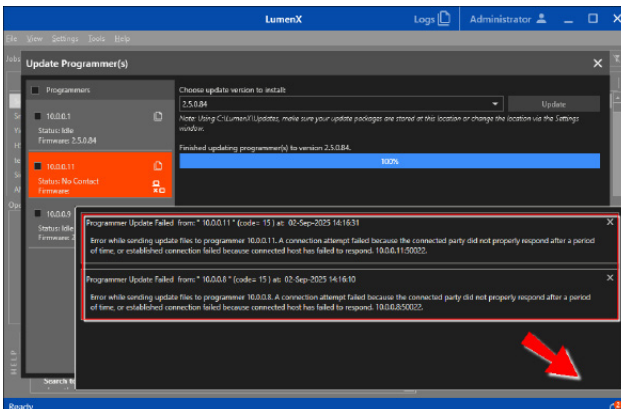 LumenX
Logs
Administrator
File View Settings Tools Help
Jobs
Update Programmer(s)
Programmers
10.0.0.1
Status: Idle
Firmware: 2.5.0.84
10.0.0.11
Status: No Contact
Firmware:
10.0.0.9
Status: Idle
Firmware: 2
Choose update version to install:
2.5.0.84
Update
Note: Using C:\LumenX\Updates, make sure your update packages are stored at this location or change the location via the Settings
window.
Finished updating programmer(s) to version 2.5.0.84.
100%
Programmer Update Failed from: " 10.0.0.11 " (code= 15 ) at: 02-Sep-2025 14:16:31
Error while sending update files to programmer 10.0.0.11. A connection attempt failed because the connected party did not properly respond after a period
of time, or established connection failed because connected host has failed to respond. 10.0.0.11:50022.
Programmer Update Failed from: " 10.0.0.8 " (code= 15 ) at: 02-Sep-2025 14:16:10
Error while sending update files to programmer 10.0.0.8. A connection attempt failed because the connected party did not properly respond after a period
of time, or established connection failed because connected host has failed to respond. 10.0.0.8:50022.
HELP
Search to
Ready
2